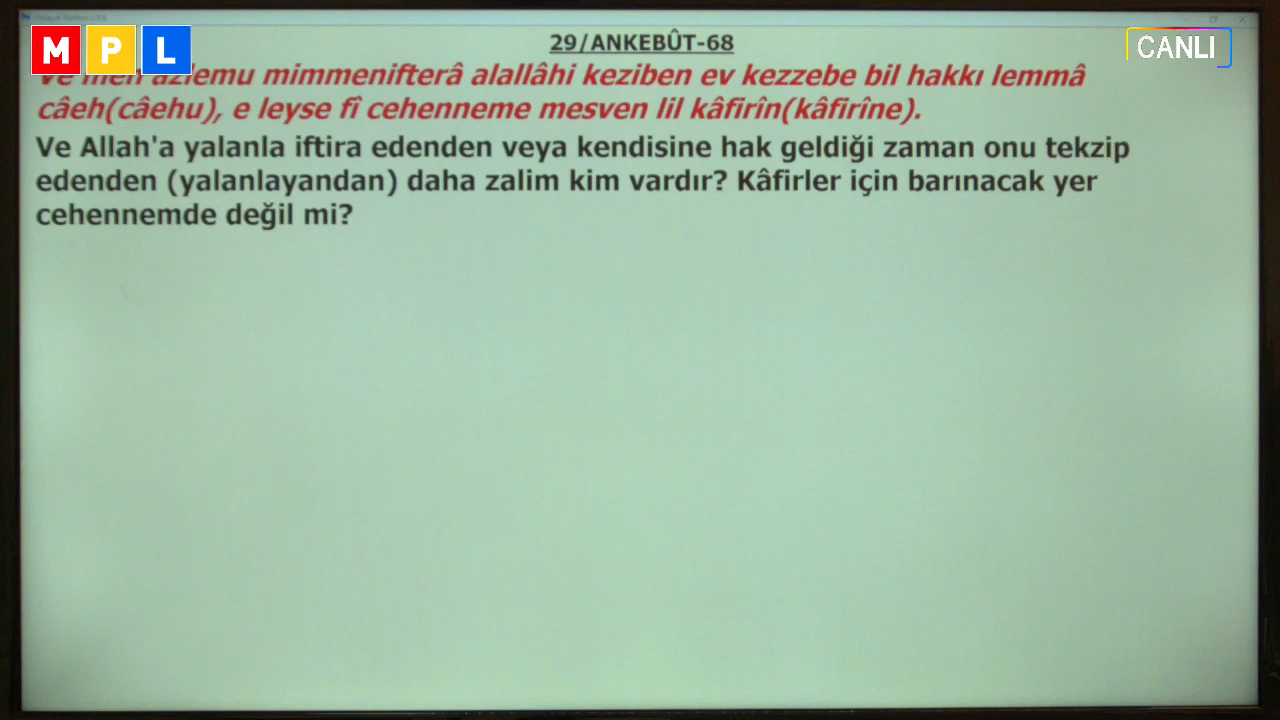 29/ANKEBÛT-68
M P L
CANLI
mimmenifterâ alallâhi keziben ev kezzebe bil hakkı lemmâ
câeh(câehu), e leyse fî cehenneme mesven lil kâfirîn(kâfirîne).
Ve Allah'a yalanla iftira edenden veya kendisine hak geldiği zaman onu tekzip
edenden (yalanlayandan) daha zalim kim vardır? Kâfirler için barınacak yer
cehennemde değil mi?